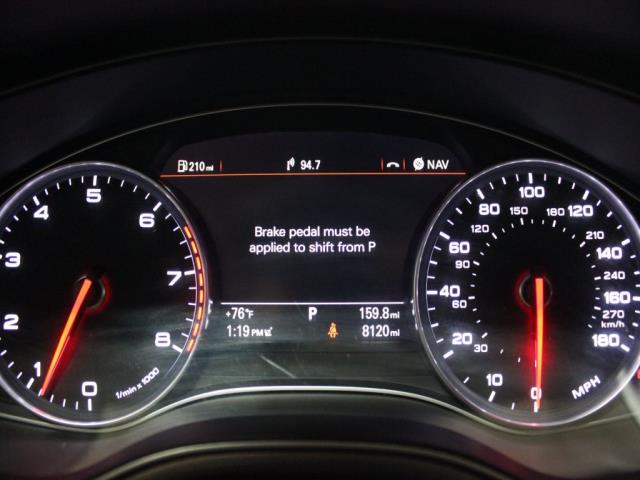 210 mi 94.7 NAV
Brake pedal must be
applied to shift from P
+76°F P 159.8 mi
1:19 PM 8120 mi
0 1 2 3 4 5 6 7 8
1/min x 1000
0 10 20 40 60 80 100 120 140 160 180
30 60 90 120 150 180 210 240 270
km/h
MPH